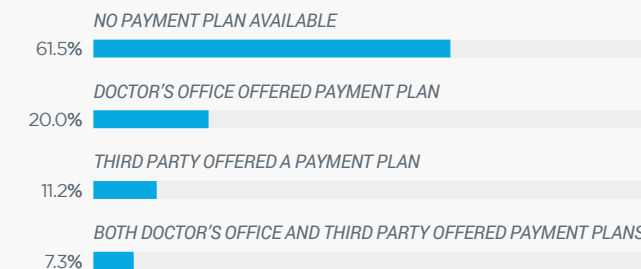 NO PAYMENT PLAN AVAILABLE
61.5%
DOCTOR'S OFFICE OFFERED PAYMENT PLAN
20.0%
THIRD PARTY OFFERED A PAYMENT PLAN
11.2%
BOTH DOCTOR'S OFFICE AND THIRD PARTY OFFERED PAYMENT PLANS
7.3%